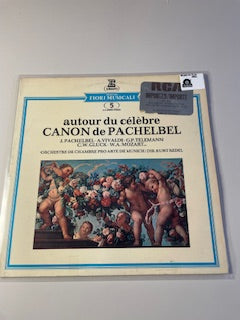 ERATO
FIORI MUSICALI
5
RCA
autour du célèbre
CANON de PACHELBEL
J. PACHELBEL · A. VIVALDI · G.P. TELEMANN
C.W. GLUCK · W.A. MOZART...
ORCHESTRE DE CHAMBRE PRO ARTE DE MUNICH / DIR. KURT REDEL